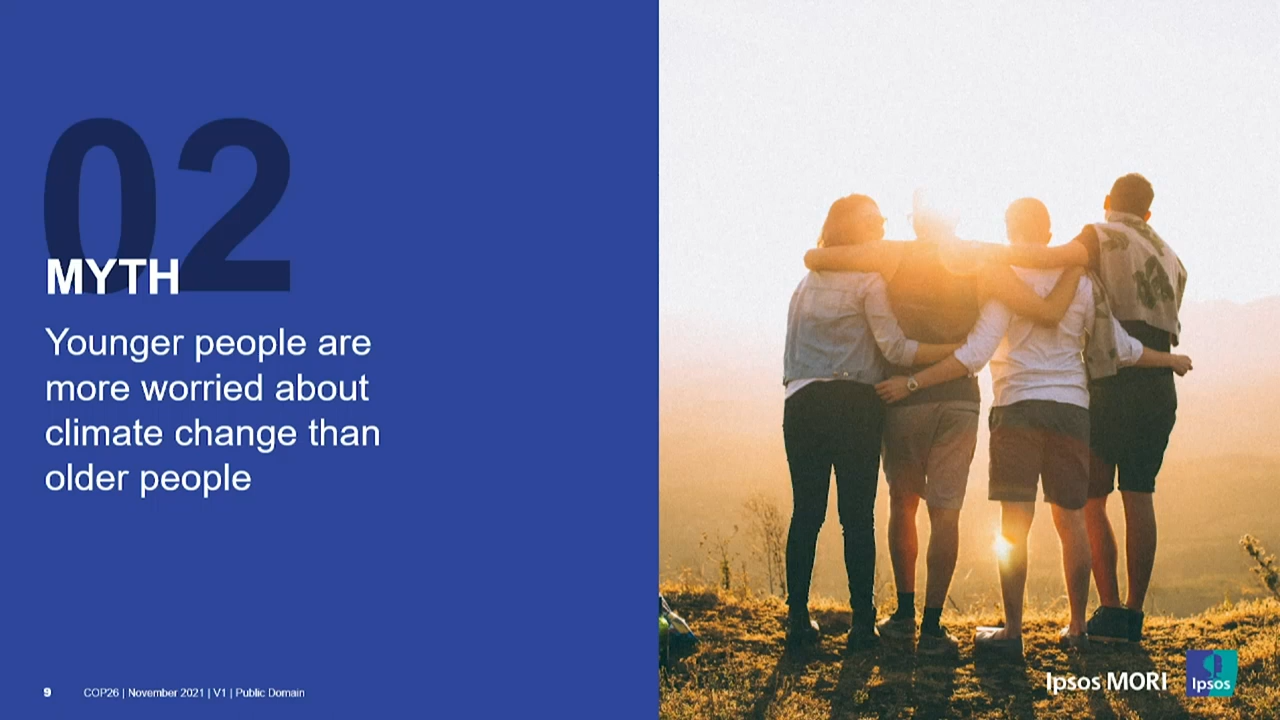 02
MYTH
Younger people are
more worried about
climate change than
older people
9 COP26 | November 2021 | V1 | Public Domain
Ipsos MORI
Ipsos